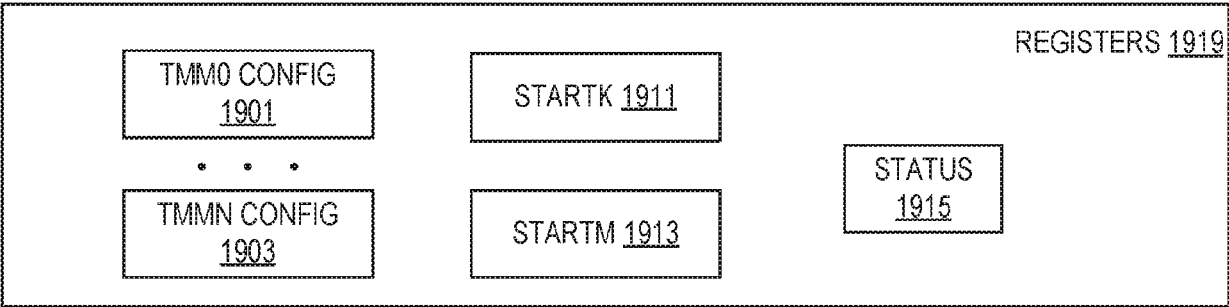 REGISTERS 1919
TMM0 CONFIG
1901
STARTK 1911
. . .
TMMN CONFIG
1903
STARTM 1913
STATUS
1915